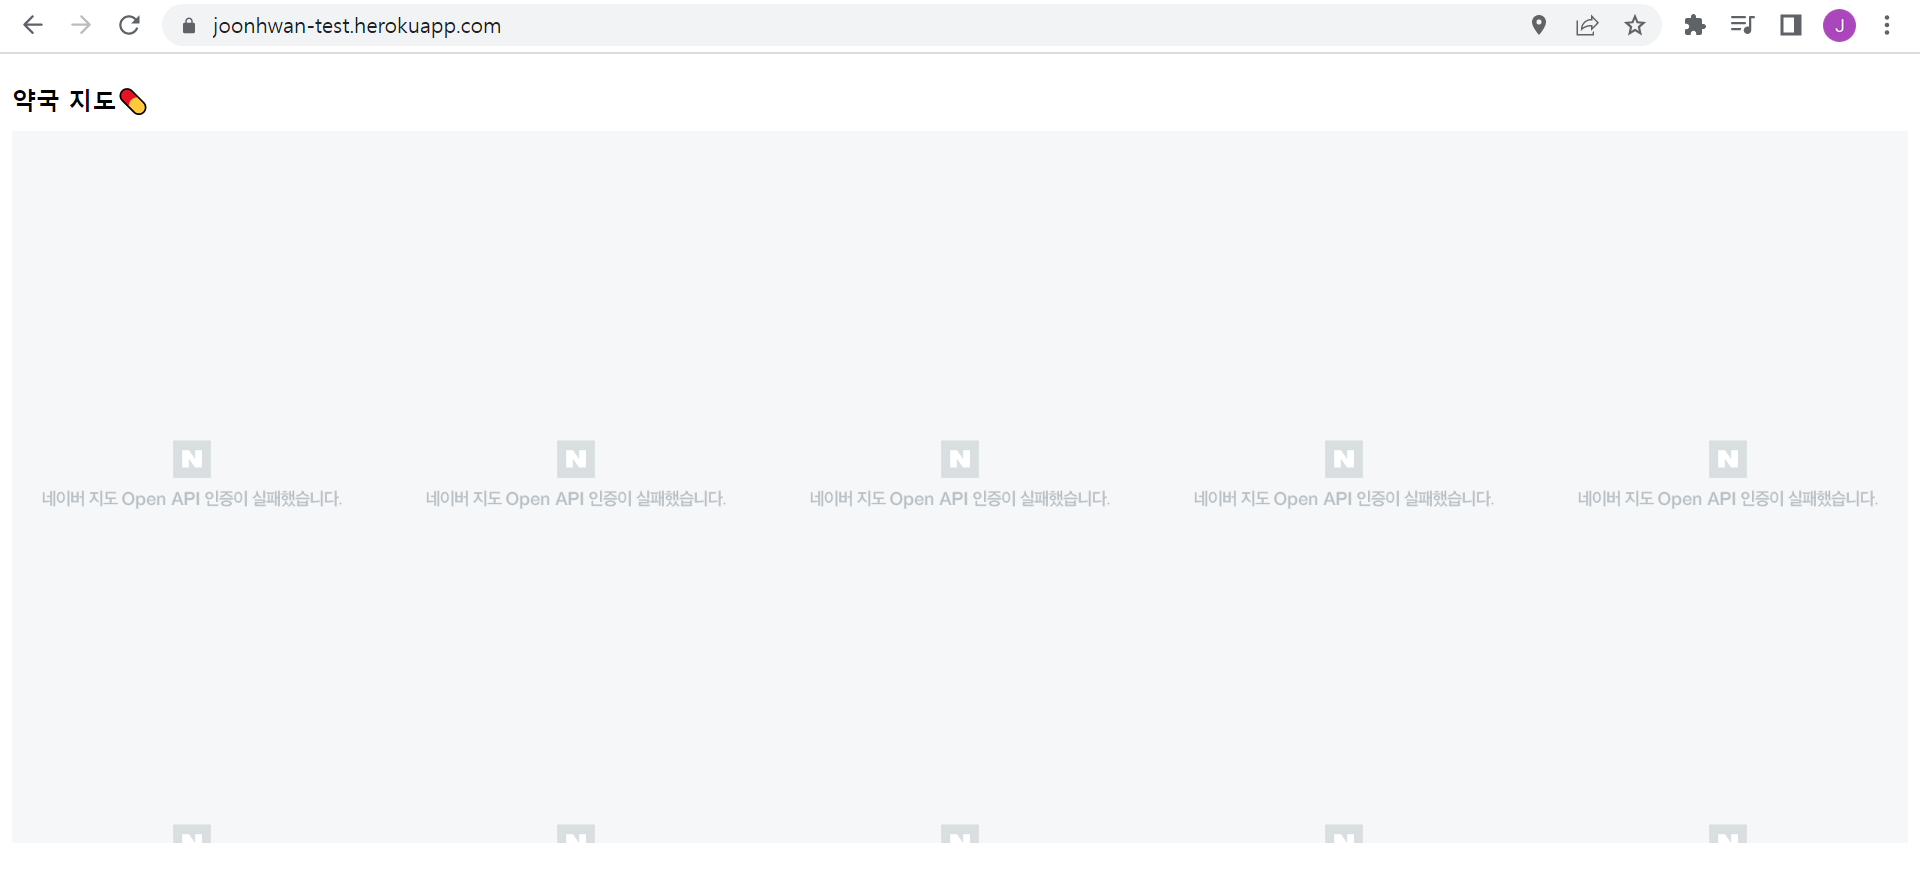 joonhwan-test.herokuapp.com
J
약국 지도💊
N N N N N
네이버 지도 Open API 인증이 실패했습니다. 네이버 지도 Open API 인증이 실패했습니다. 네이버 지도 Open API 인증이 실패했습니다. 네이버 지도 Open API 인증이 실패했습니다. 네이버 지도 Open API 인증이 실패했습니다.
N N N N N